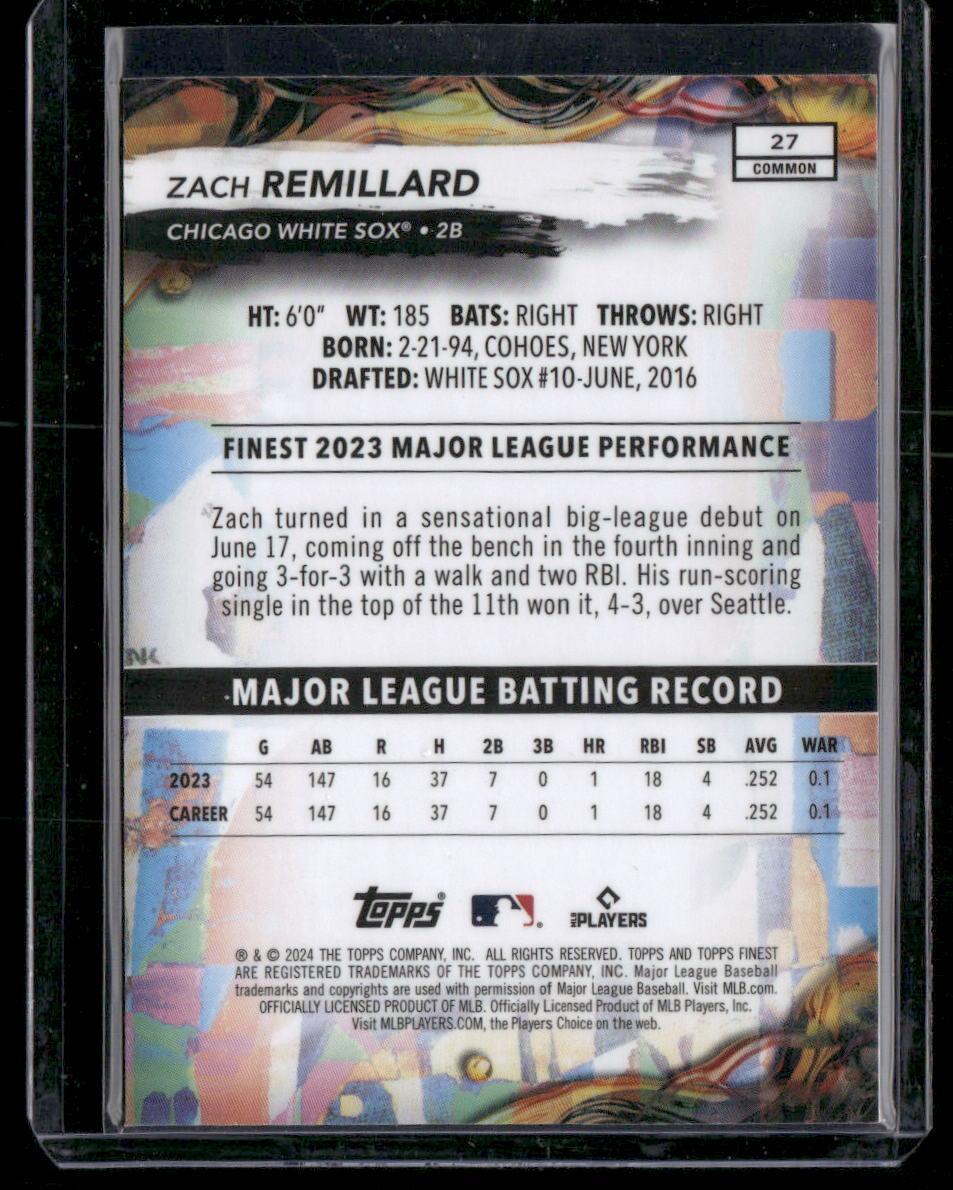 27
COMMON
ZACH REMILLARD
CHICAGO WHITE SOX® • 2B
HT: 6'0" WT: 185 BATS: RIGHT THROWS: RIGHT
BORN: 2-21-94, COHOES, NEW YORK
DRAFTED: WHITE SOX #10-JUNE, 2016
FINEST 2023 MAJOR LEAGUE PERFORMANCE
Zach turned in a sensational big-league debut on
June 17, coming off the bench in the fourth inning and
going 3-for-3 with a walk and two RBI. His run-scoring
single in the top of the 11th won it, 4-3, over Seattle.
MAJOR LEAGUE BATTING RECORD
G AB R H 2B 3B HR RBI SB AVG WAR
2023 54 147 16 37 7 0 1 18 4 .252 0.1
CAREER 54 147 16 37 7 0 1 18 4 .252 0.1
Topps® MLB PLAYERS
® & © 2024 THE TOPPS COMPANY, INC. ALL RIGHTS RESERVED. TOPPS AND TOPPS FINEST
ARE REGISTERED TRADEMARKS OF THE TOPPS COMPANY, INC. Major League Baseball
trademarks and copyrights are used with permission of Major League Baseball. Visit MLB.com.
OFFICIALLY LICENSED PRODUCT OF MLB. Officially Licensed Product of MLB Players, Inc.
Visit MLBPLAYERS.COM, the Players Choice on the web.